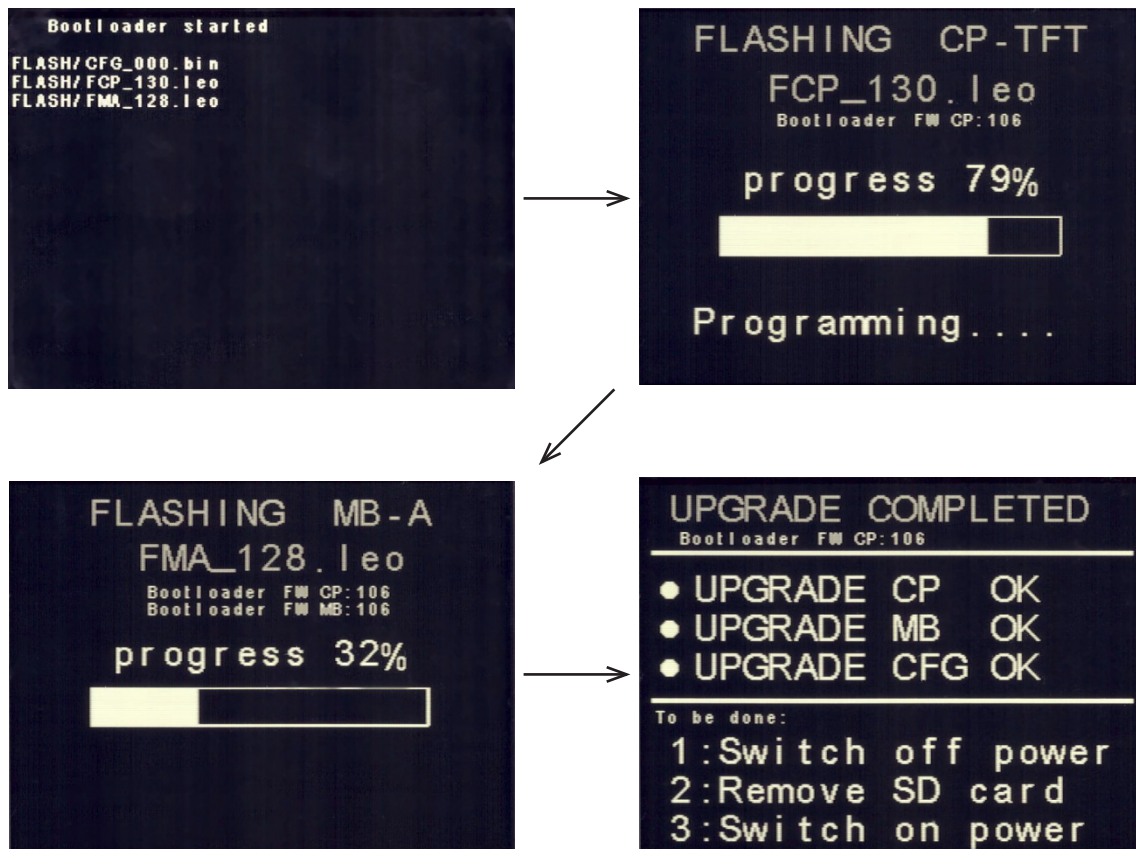 Bootloader started
FLASH/CFG_000.bin
FLASH/FCP_130.leo
FLASH/FMA_128.leo
FLASHING CP-TFT
FCP_130.leo
Bootloader FW CP:106
progress 79%
Programming....
FLASHING MB-A
FMA_128.leo
Bootloader FW CP:106
Bootloader FW MB:106
progress 32%
UPGRADE COMPLETED
Bootloader FW CP:106
UPGRADE CP OK
UPGRADE MB OK
UPGRADE CFG OK
To be done:
1:Switch off power
2:Remove SD card
3:Switch on power